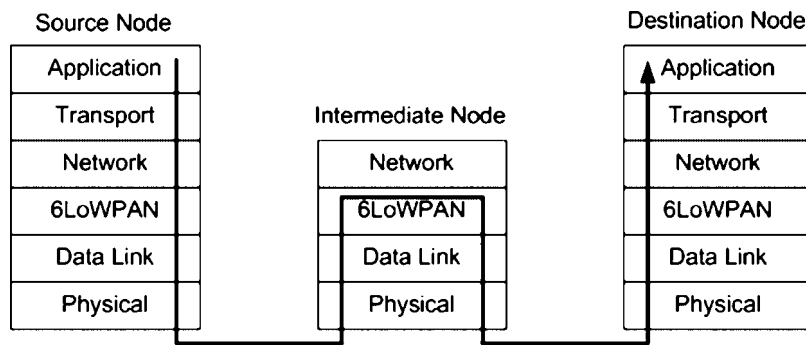 Source Node
Application
Transport
Network
6LoWPAN
Data Link
Physical
Intermediate Node
Network
6LoWPAN
Data Link
Physical
Destination Node
Application
Transport
Network
6LoWPAN
Data Link
Physical